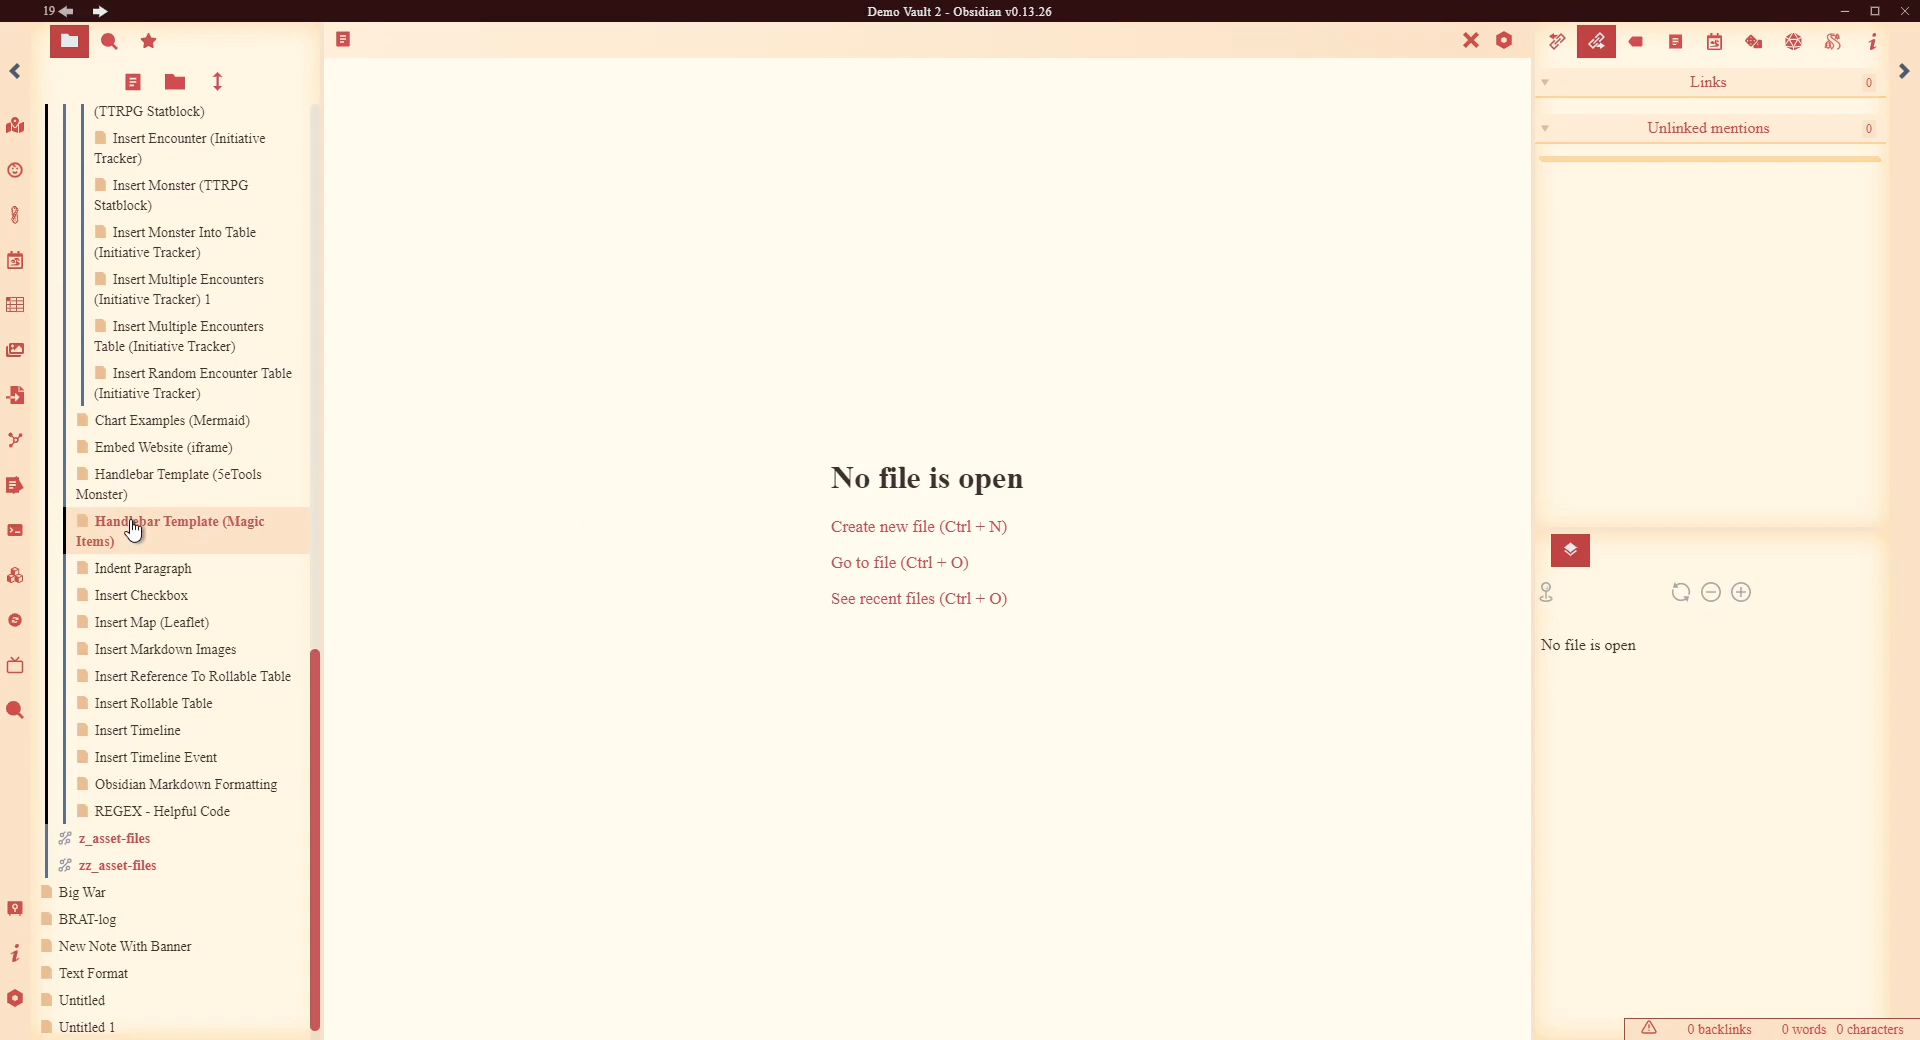 19
Demo Vault 2 - Obsidian v0.13.26
(TTRPG Statblock)
Insert Encounter (Initiative
Tracker)
Insert Monster (TTRPG
Statblock)
Insert Monster Into Table
(Initiative Tracker)
Insert Multiple Encounters
(Initiative Tracker) 1
Insert Multiple Encounters
Table (Initiative Tracker)
Insert Random Encounter Table
(Initiative Tracker)
Chart Examples (Mermaid)
Embed Website (iframe)
Handlebar Template (5eTools
Monster)
Handlebar Template (Magic
Items)
Indent Paragraph
Insert Checkbox
Insert Map (Leaflet)
Insert Markdown Images
Insert Reference To Rollable Table
Insert Rollable Table
Insert Timeline
Insert Timeline Event
Obsidian Markdown Formatting
REGEX - Helpful Code
z_asset-files
zz_asset-files
Big War
BRAT-log
New Note With Banner
Text Format
Untitled
Untitled 1
No file is open
Create new file (Ctrl + N)
Go to file (Ctrl + O)
See recent files (Ctrl + O)
Links 0
Unlinked mentions 0
No file is open
0 backlinks 0 words 0 characters